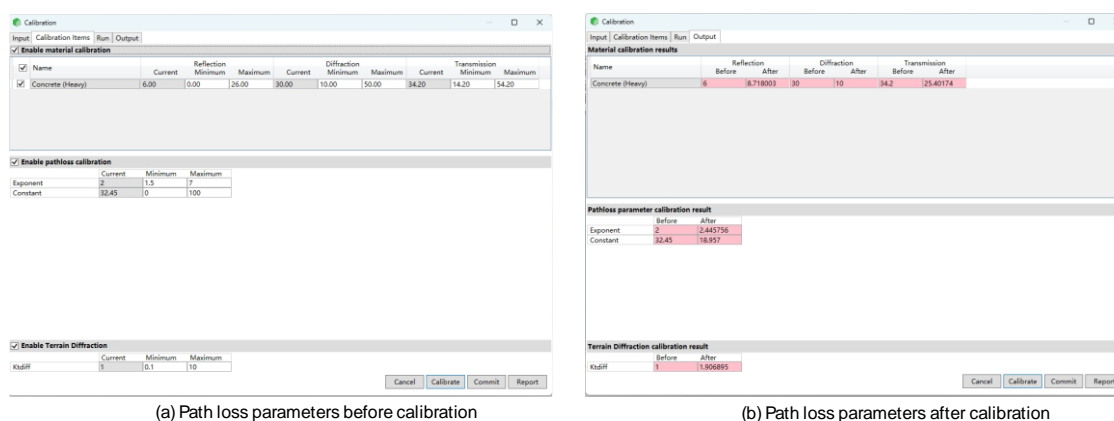 Calibration
Input Calibration Items Run Output
Enable material calibration
Name Reflection Diffraction Transmission
Current Minimum Maximum Current Minimum Maximum Current Minimum Maximum
Concrete (Heavy) 6.00 0.00 26.00 30.00 10.00 50.00 34.20 14.20 54.20
Enable pathloss calibration
Current Minimum Maximum
Exponent 2 1.5 7
Constant 32.45 0 100
Enable Terrain Diffraction
Current Minimum Maximum
Ktdiff 1 0.1 10
Cancel Calibrate Commit Report
(a) Path loss parameters before calibration
Calibration
Input Calibration Items Run Output
Material calibration results
Name Reflection Diffraction Transmission
Before After Before After Before After
Concrete (Heavy) 6 8.718003 30 10 34.2 25.40174
Pathloss parameter calibration result
Before After
Exponent 2 2.445756
Constant 32.45 18.957
Terrain Diffraction calibration result
Before After
Ktdiff 1 1.906895
Cancel Calibrate Commit Report
(b) Path loss parameters after calibration